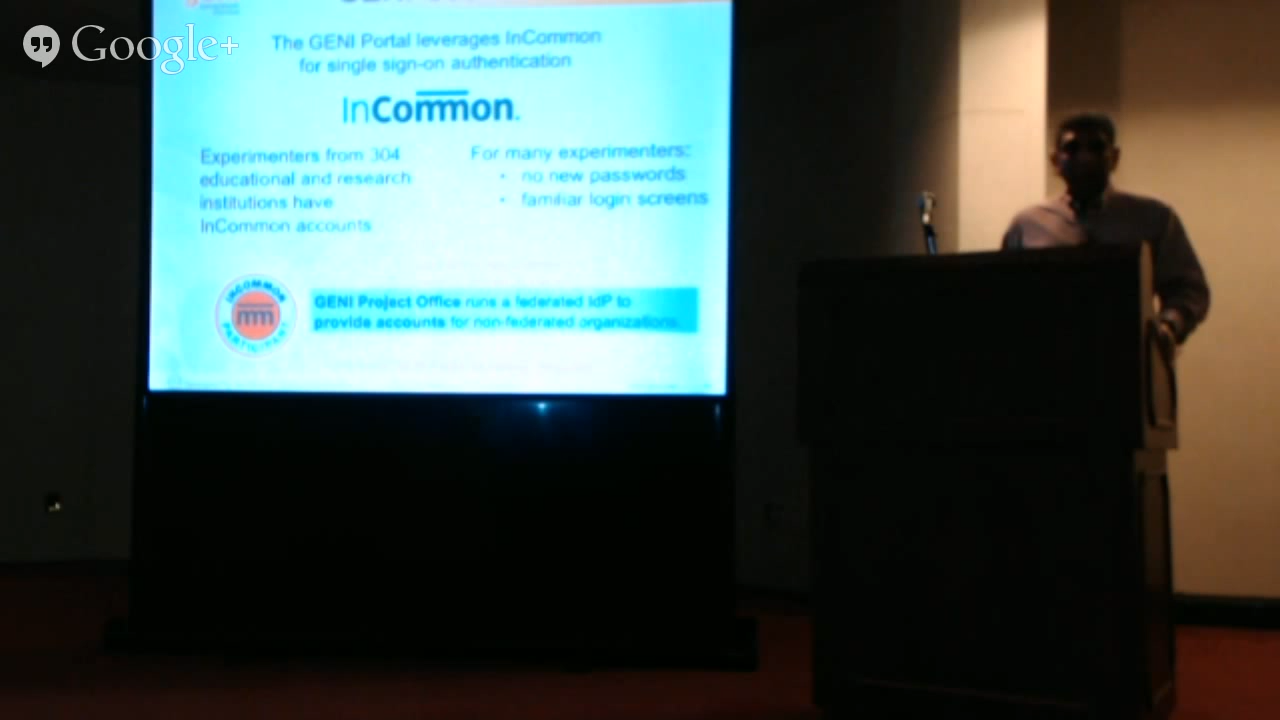 Google+
The GENI Portal leverages InCommon
for single sign-on authentication
InCommon.
Experimenters from 304
educational and research
institutions have
InCommon accounts
For many experimenters:
• no new passwords
• familiar login screens
INCOMMON
PARTICIPANT
GENI Project Office runs a federated IdP to
provide accounts for non-federated organizations.